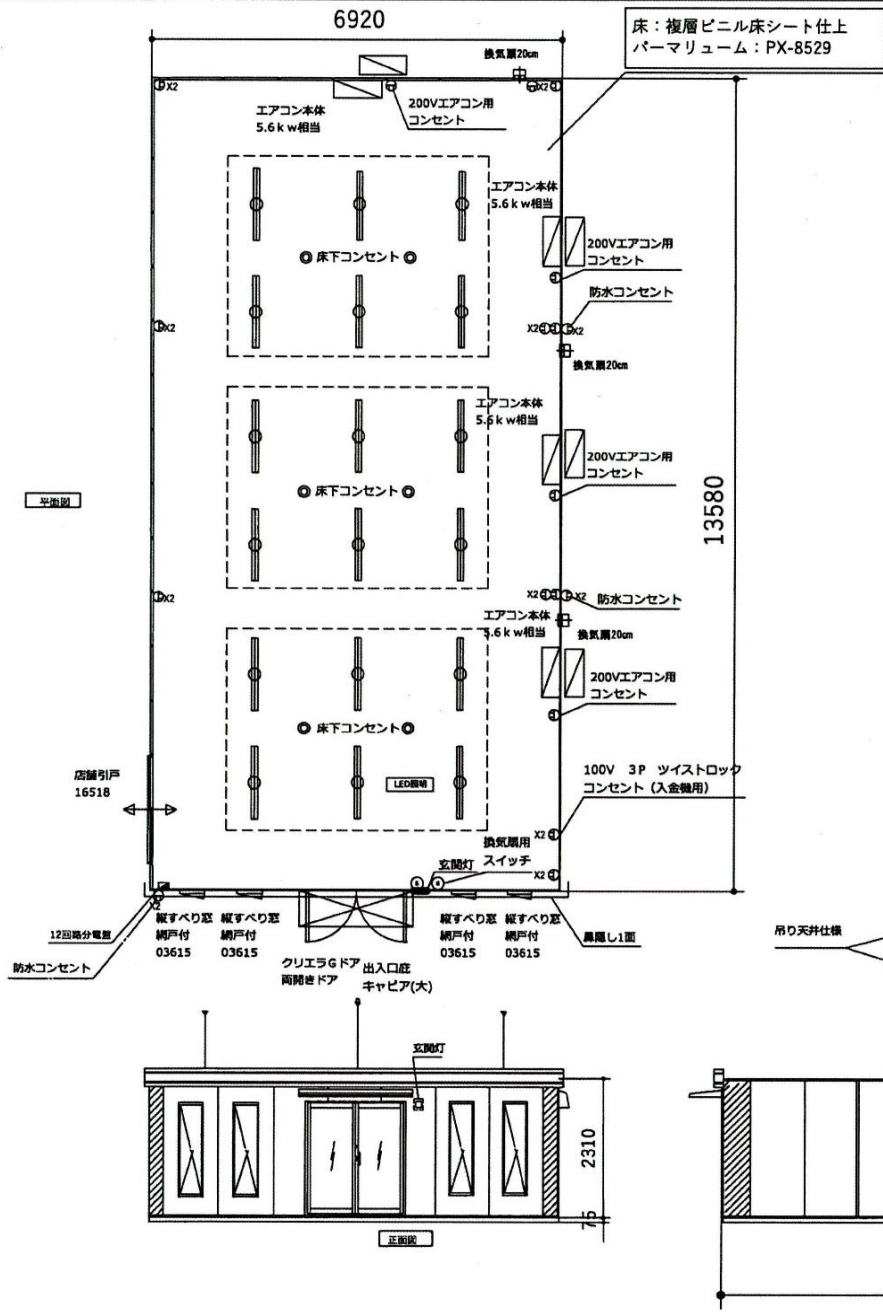 6920
床：複層ビニル床シート仕上
パーマリューム：PX-8529
換気扇20cm
X2
X2
エアコン本体
5.6ｋｗ相当
200Vエアコン用
コンセント
エアコン本体
5.6ｋｗ相当
床下コンセント
200Vエアコン用
コンセント
防水コンセント
X2
X2
X2
換気扇20cm
エアコン本体
5.6ｋｗ相当
200Vエアコン用
コンセント
床下コンセント
平面図
13580
X2
X2
X2
防水コンセント
エアコン本体
5.6ｋｗ相当
換気扇20cm
200Vエアコン用
コンセント
床下コンセント
店舗引戸
16518
LED照明
100V　3P　ツイストロック
コンセント（入金機用）
X2
換気扇用
スイッチ
玄関灯
X2
X2
12回路分電盤
防水コンセント
縦すべり窓
網戸付
03615
縦すべり窓
網戸付
03615
縦すべり窓
網戸付
03615
縦すべり窓
網戸付
03615
鼻隠し1面
吊り天井仕様
クリエラGドア
両開きドア
出入口庇
キャピア(大)
玄関灯
2310
75
正面図